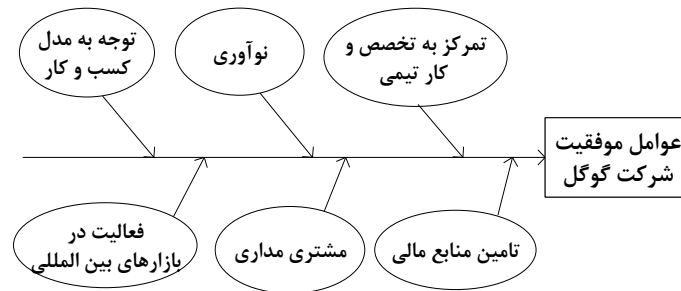 تمرکز به تخصص و
کار تیمی
نوآوری
توجه به مدل
کسب و کار
عوامل موفقیت
شرکت گوگل
تامین منابع مالی
مشتری مداری
فعالیت در
بازارهای بین المللی